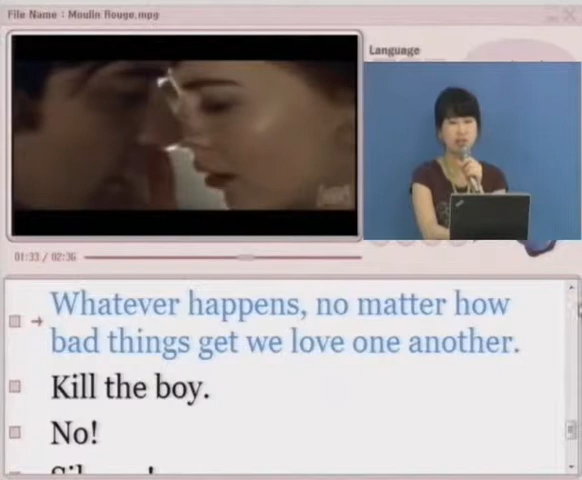 File Name : Moulin Rouge.mpg
Language
01:33 / 02:36
Whatever happens, no matter how
bad things get we love one another.
Kill the boy.
No!